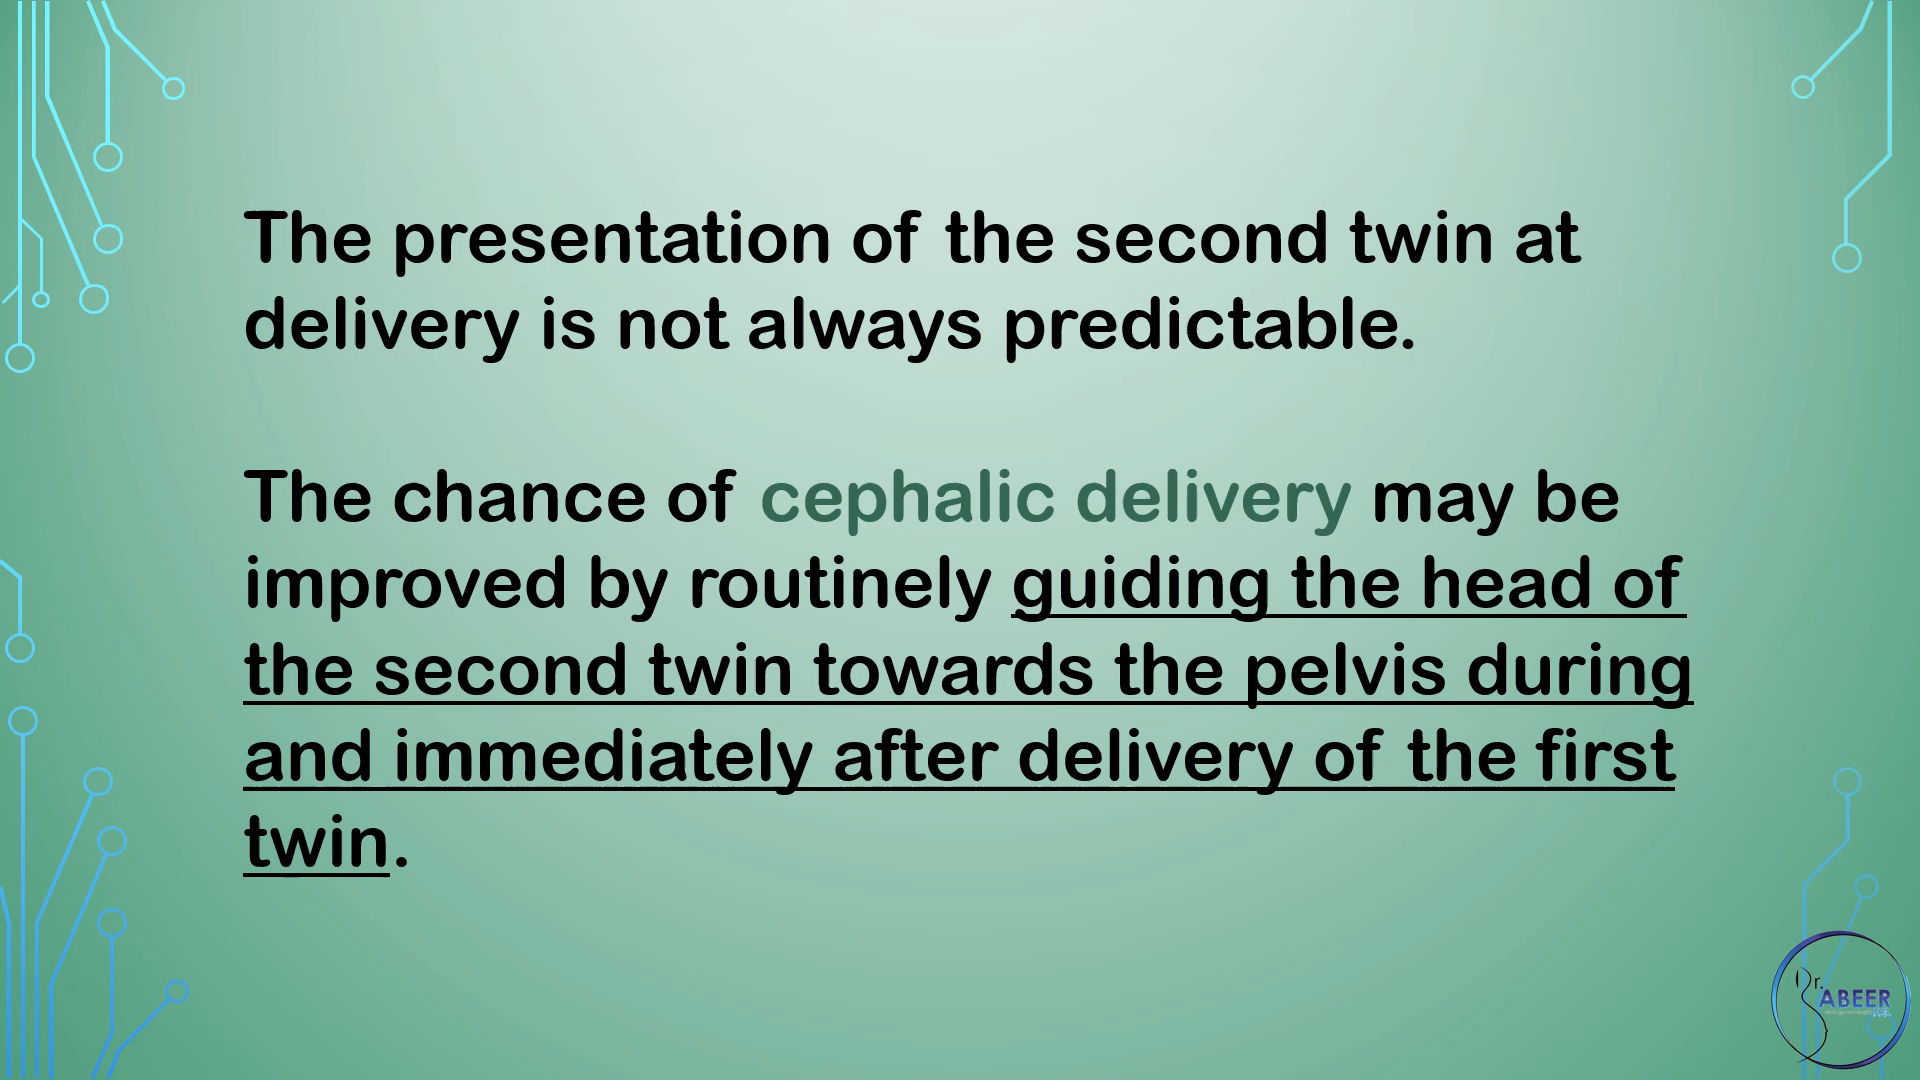 The presentation of the second twin at
delivery is not always predictable.
The chance of cephalic delivery may be
improved by routinely guiding the head of
the second twin towards the pelvis during
and immediately after delivery of the first
twin.
Dr.
ABEER